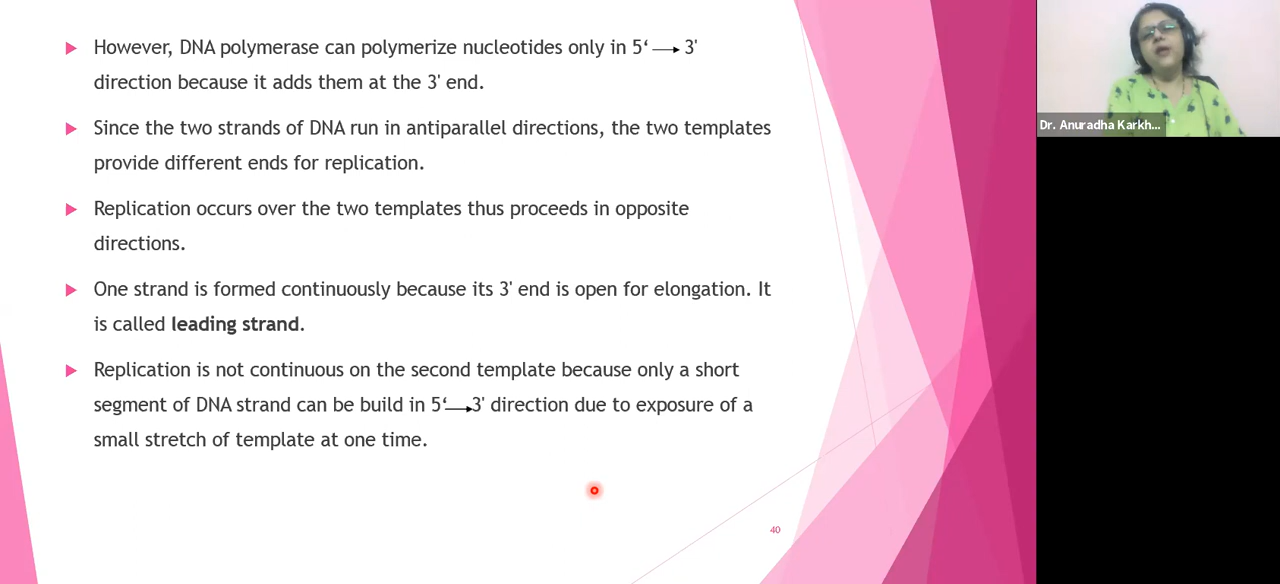 However, DNA polymerase can polymerize nucleotides only in 5‘ → 3'
direction because it adds them at the 3' end.
Since the two strands of DNA run in antiparallel directions, the two templates
provide different ends for replication.
Replication occurs over the two templates thus proceeds in opposite
directions.
One strand is formed continuously because its 3' end is open for elongation. It
is called leading strand.
Replication is not continuous on the second template because only a short
segment of DNA strand can be build in 5‘→3' direction due to exposure of a
small stretch of template at one time.
40
Dr. Anuradha Karkh...